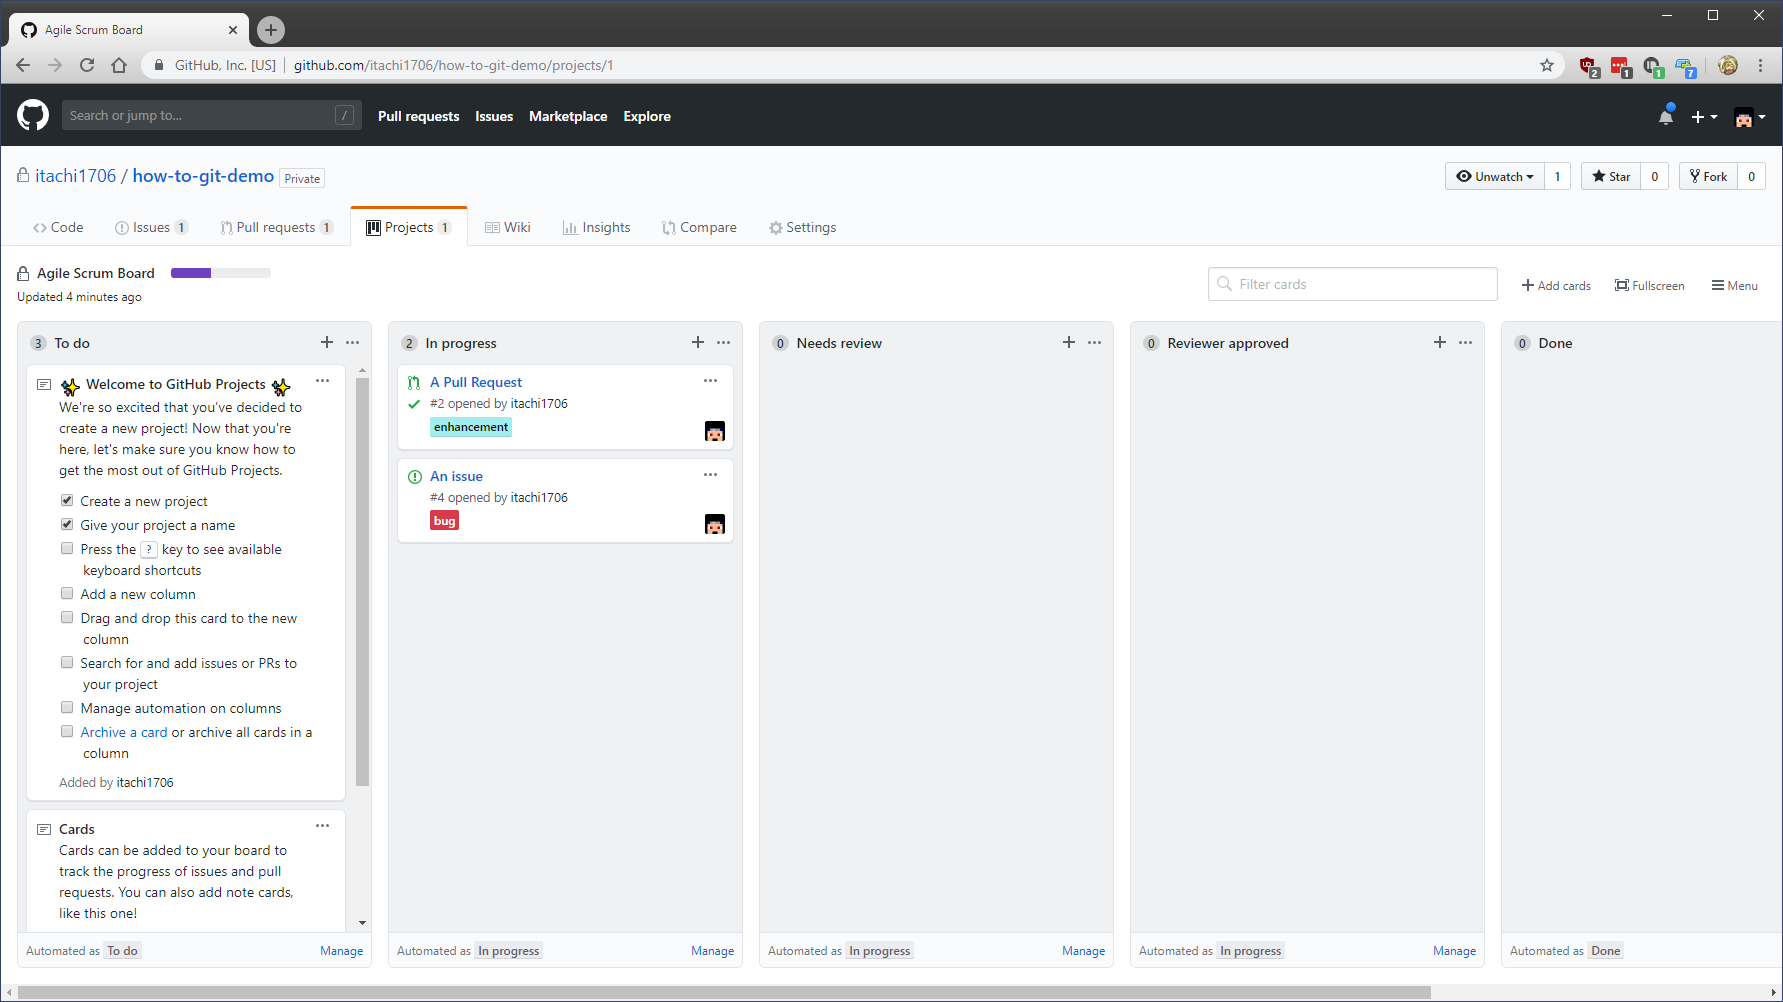 Agile Scrum Board
GitHub, Inc. [US] github.com/itachi1706/how-to-git-demo/projects/1
2 1 1 7
Search or jump to... /
Pull requests Issues Marketplace Explore
itachi1706 / how-to-git-demo Private
Unwatch 1 Star 0 Fork 0
Code Issues 1 Pull requests 1 Projects 1 Wiki Insights Compare Settings
Agile Scrum Board
Updated 4 minutes ago
Filter cards
Add cards Fullscreen Menu
3 To do
Welcome to GitHub Projects
We're so excited that you've decided to
create a new project! Now that you're
here, let's make sure you know how to
get the most out of GitHub Projects.
Create a new project
Give your project a name
Press the ? key to see available
keyboard shortcuts
Add a new column
Drag and drop this card to the new
column
Search for and add issues or PRs to
your project
Manage automation on columns
Archive a card or archive all cards in a
column
Added by itachi1706
Cards
Cards can be added to your board to
track the progress of issues and pull
requests. You can also add note cards,
like this one!
Automated as To do Manage
2 In progress
A Pull Request
#2 opened by itachi1706
enhancement
An issue
#4 opened by itachi1706
bug
Automated as In progress Manage
0 Needs review
Automated as In progress Manage
0 Reviewer approved
Automated as In progress Manage
0 Done
Automated as Done